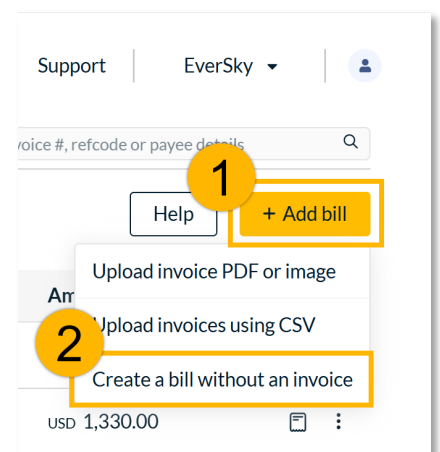 Support
EverSky
voice #, refcode or payee details
1
Help
+ Add bill
Upload invoice PDF or image
Am
Upload invoices using CSV
2
Create a bill without an invoice
USD 1,330.00